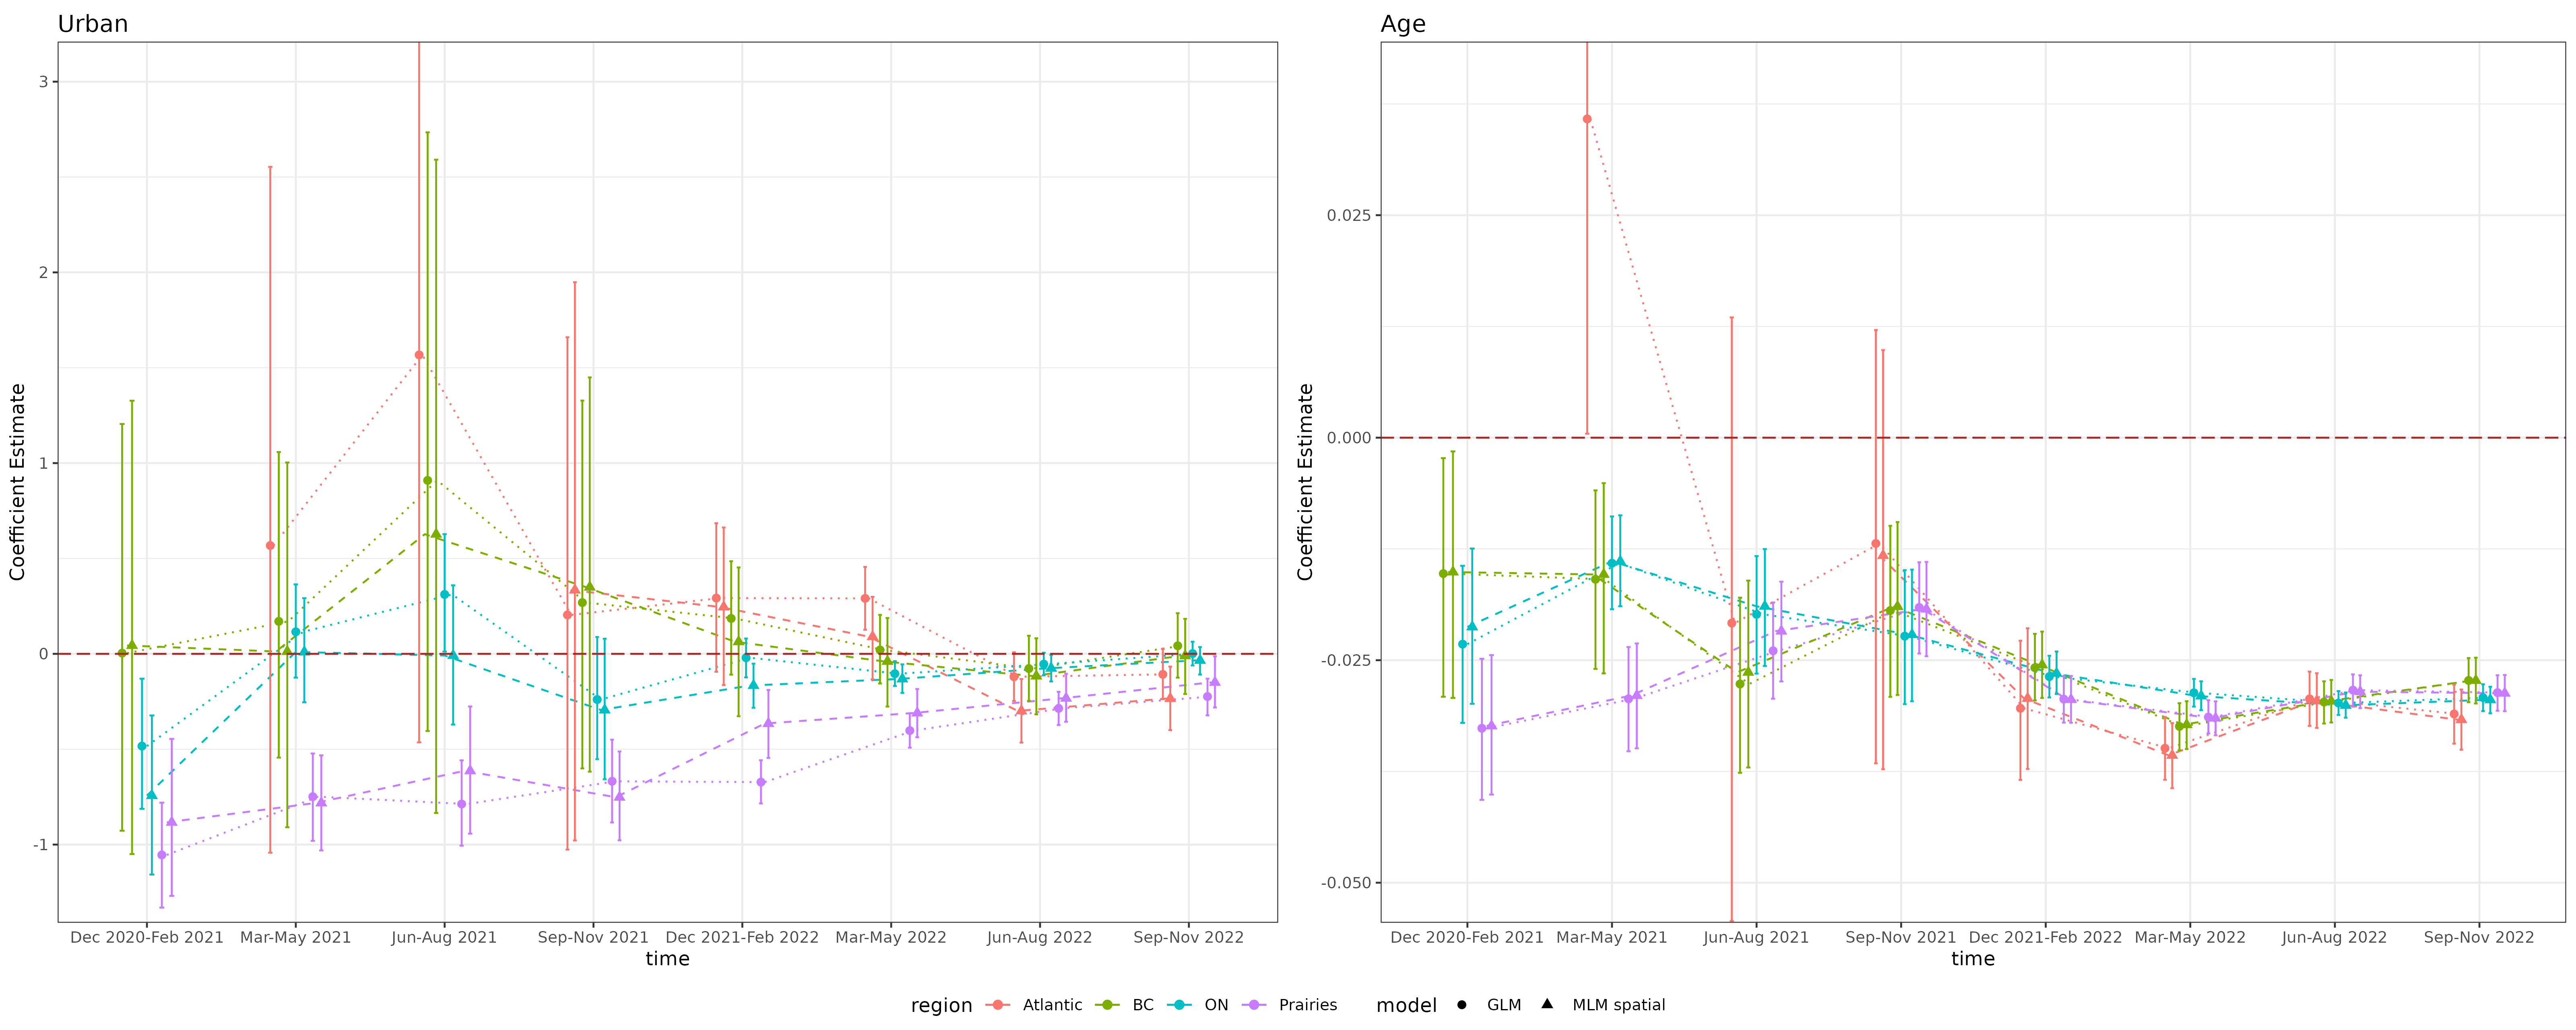 Urban
Coefficient Estimate
3
2
1
0
-1
Dec 2020-Feb 2021 Mar-May 2021 Jun-Aug 2021 Sep-Nov 2021 Dec 2021-Feb 2022 Mar-May 2022 Jun-Aug 2022 Sep-Nov 2022
time
Age
Coefficient Estimate
0.025
0.000
-0.025
-0.050
Dec 2020-Feb 2021 Mar-May 2021 Jun-Aug 2021 Sep-Nov 2021 Dec 2021-Feb 2022 Mar-May 2022 Jun-Aug 2022 Sep-Nov 2022
time
region Atlantic BC ON Prairies model GLM MLM spatial